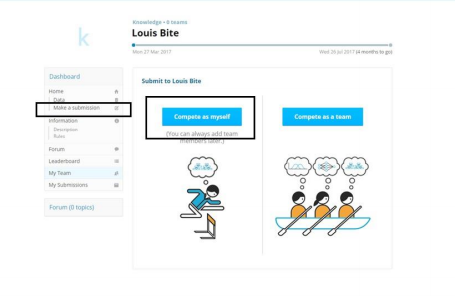 k
Knowledge • 8 teams
Louis Bite
Mon 27 Mar 2017
Wed 26 Jul 2017 (4 months to go)
Dashboard
Home
Data
Make a submission
Information
Description
Rules
Forum
Leaderboard
My Team
My Submissions
Forum (0 topics)
Submit to Louis Bite
Compete as myself
(You can always add team
members later.)
Compete as a team